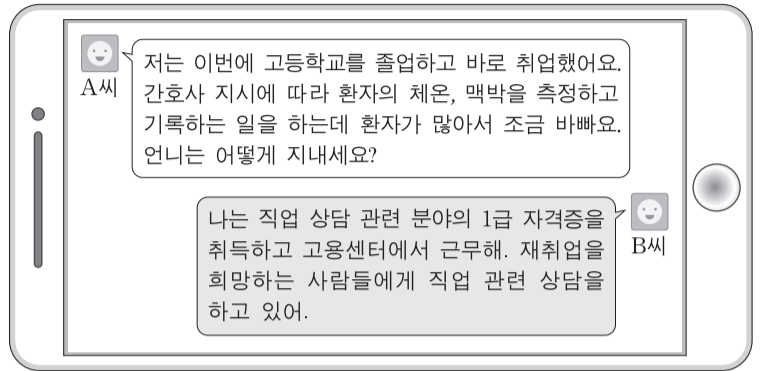 저는 이번에 고등학교를 졸업하고 바로 취업했어요.
간호사 지시에 따라 환자의 체온, 맥박을 측정하고
기록하는 일을 하는데 환자가 많아서 조금 바빠요.
언니는 어떻게 지내세요?
A씨
나는 직업 상담 관련 분야의 1급 자격증을
취득하고 고용센터에서 근무해. 재취업을
희망하는 사람들에게 직업 관련 상담을
하고 있어.
B씨